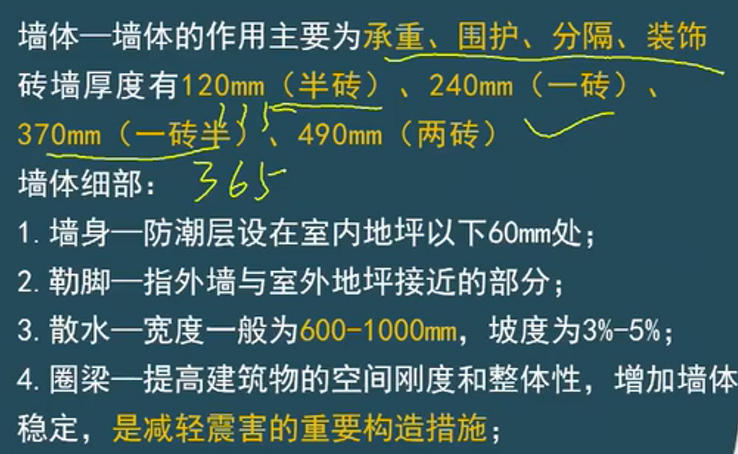 墙体—墙体的作用主要为承重、围护、分隔、装饰
砖墙厚度有120mm（半砖）、240mm（一砖）、
115
370mm（一砖半）、490mm（两砖）
墙体细部：365
1.墙身—防潮层设在室内地坪以下60mm处；
2.勒脚—指外墙与室外地坪接近的部分；
3.散水—宽度一般为600-1000mm，坡度为3%-5%；
4.圈梁—提高建筑物的空间刚度和整体性，增加墙体
稳定，是减轻震害的重要构造措施；